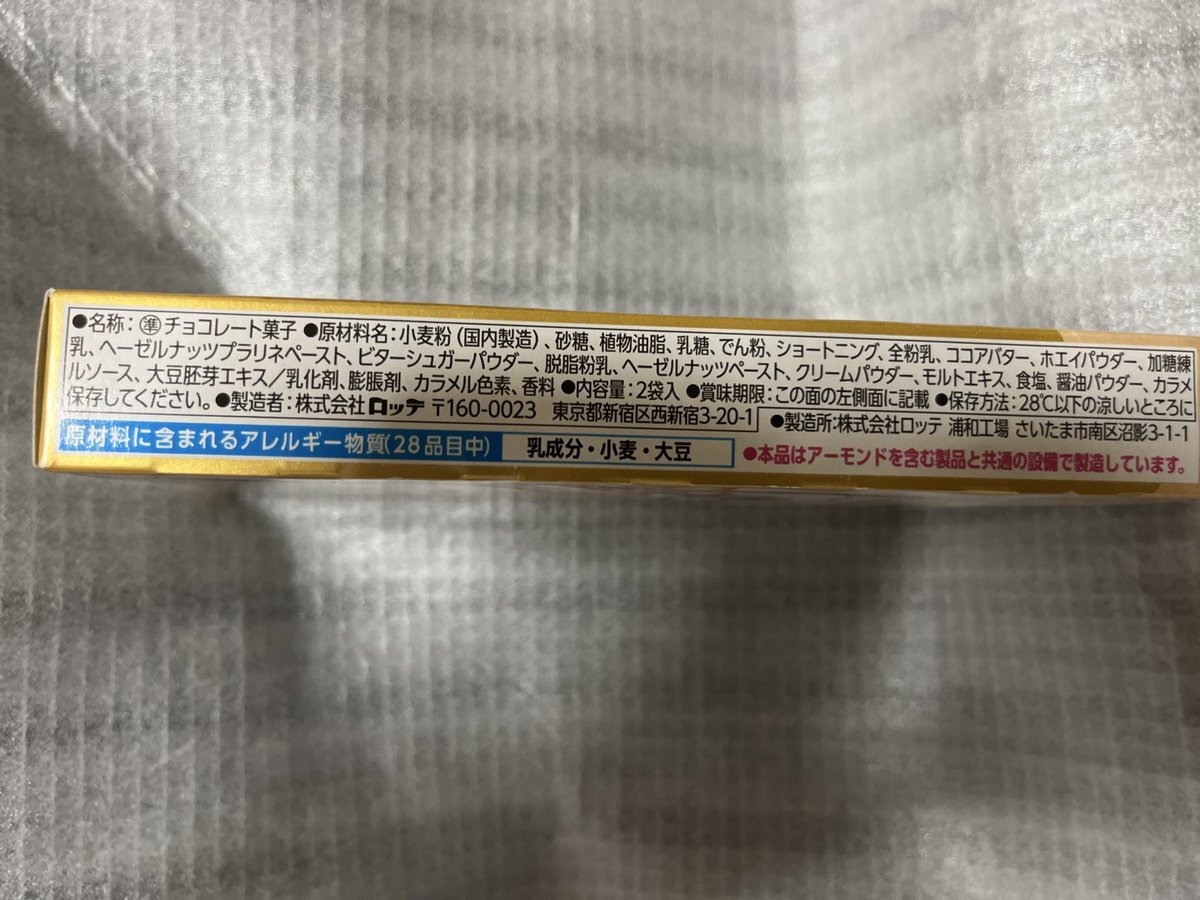 ●名称：㊜チョコレート菓子 ●原材料名：小麦粉（国内製造）、砂糖、植物油脂、乳糖、でん粉、ショートニング、全粉乳、ココアバター、ホエイパウダー、加糖練
乳、ヘーゼルナッツプラリネペースト、ビターシュガーパウダー、脱脂粉乳、ヘーゼルナッツペースト、クリームパウダー、モルトエキス、食塩、醤油パウダー、カラメ
ルソース、大豆胚芽エキス／乳化剤、膨脹剤、カラメル色素、香料 ●内容量：2袋入 ●賞味期限：この面の左側面に記載 ●保存方法：28℃以下の涼しいところに
保存してください。●製造者：株式会社ロッテ 〒160-0023 東京都新宿区西新宿3-20-1
●製造所：株式会社ロッテ 浦和工場 さいたま市南区沼影3-1-1
原材料に含まれるアレルギー物質（28品目中） 乳成分・小麦・大豆
●本品はアーモンドを含む製品と共通の設備で製造しています。